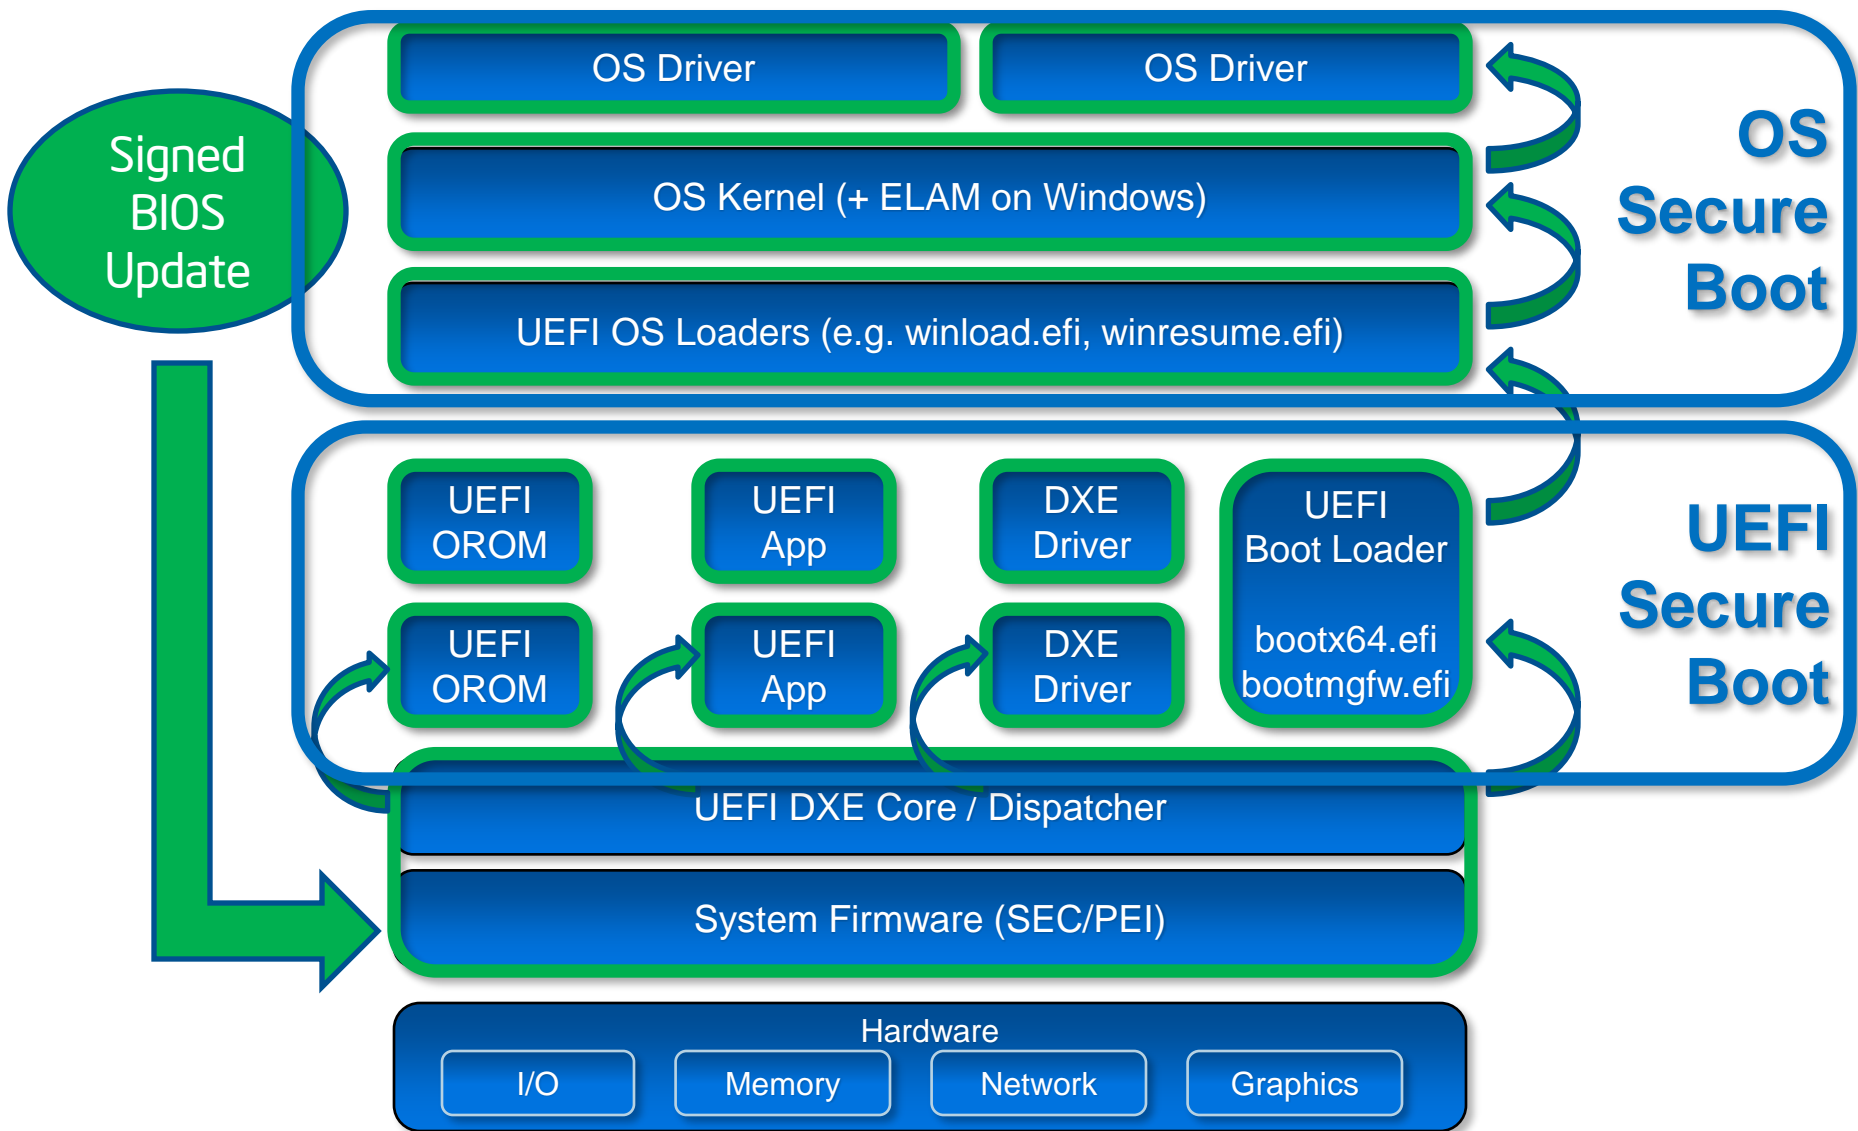 OS Driver
OS Driver
OS
Secure
Boot
Signed
BIOS
Update
OS Kernel (+ ELAM on Windows)
UEFI OS Loaders (e.g. winload.efi, winresume.efi)
UEFI
OROM
UEFI
App
DXE
Driver
UEFI
Boot Loader
bootx64.efi
bootmgfw.efi
UEFI
Secure
Boot
UEFI
OROM
UEFI
App
DXE
Driver
UEFI DXE Core / Dispatcher
System Firmware (SEC/PEI)
Hardware
I/O
Memory
Network
Graphics